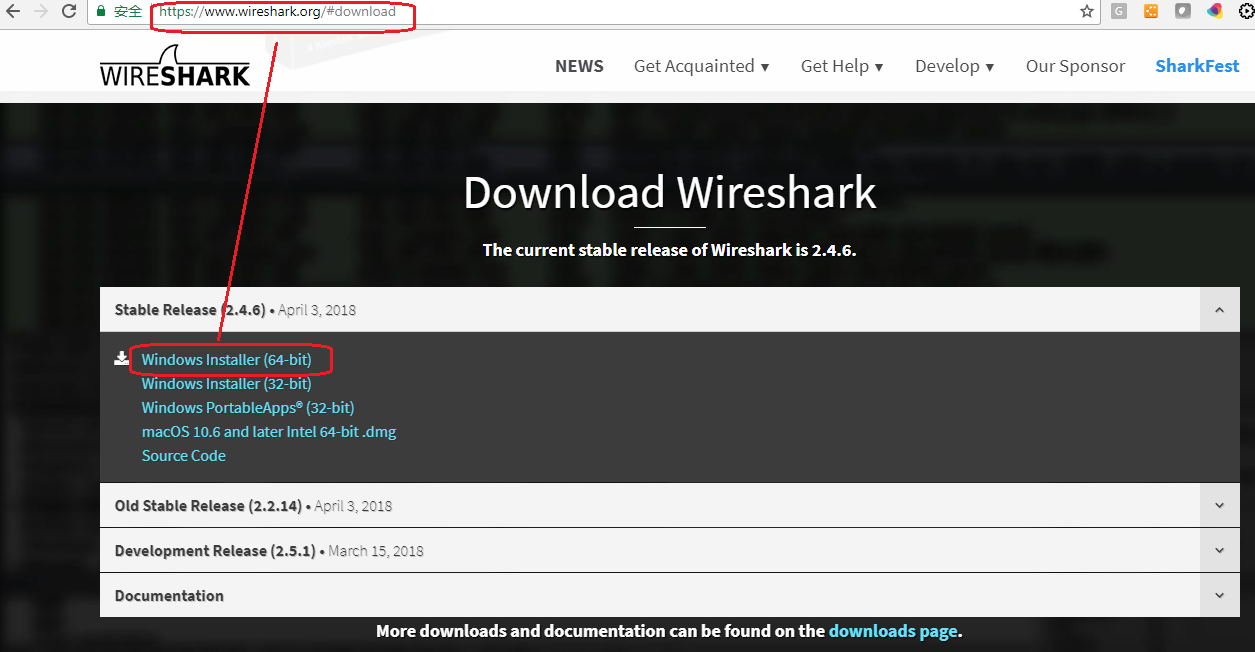 安全 https://www.wireshark.org/#download
WIRESHARK
NEWS Get Acquainted ▾ Get Help ▾ Develop ▾ Our Sponsor SharkFest
Download Wireshark
The current stable release of Wireshark is 2.4.6.
Stable Release (2.4.6) • April 3, 2018
Windows Installer (64-bit)
Windows Installer (32-bit)
Windows PortableApps® (32-bit)
macOS 10.6 and later Intel 64-bit .dmg
Source Code
Old Stable Release (2.2.14) • April 3, 2018
Development Release (2.5.1) • March 15, 2018
Documentation
More downloads and documentation can be found on the downloads page.